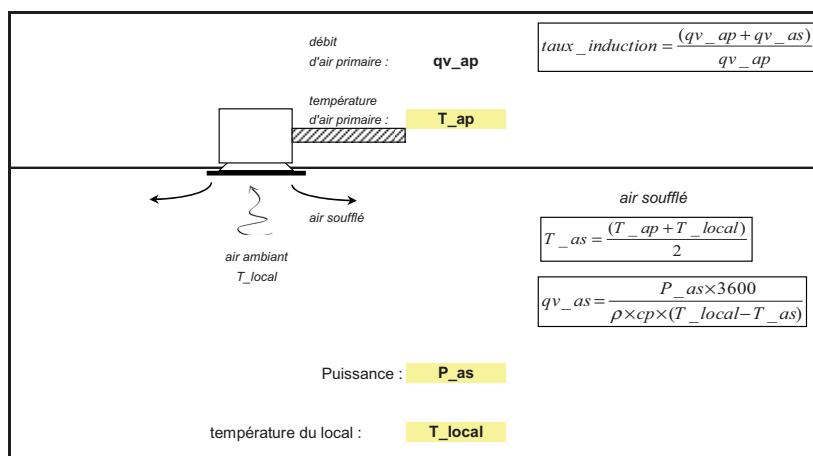 débit
d'air primaire : qv_ap
taux_induction = (qv_ap + qv_as) / qv_ap
température
d'air primaire : T_ap
air soufflé
air ambiant
T_local
air soufflé
T_as = (T_ap + T_local) / 2
qv_as = P_as×3600 / ρ×cp×(T_local−T_as)
Puissance : P_as
température du local : T_local